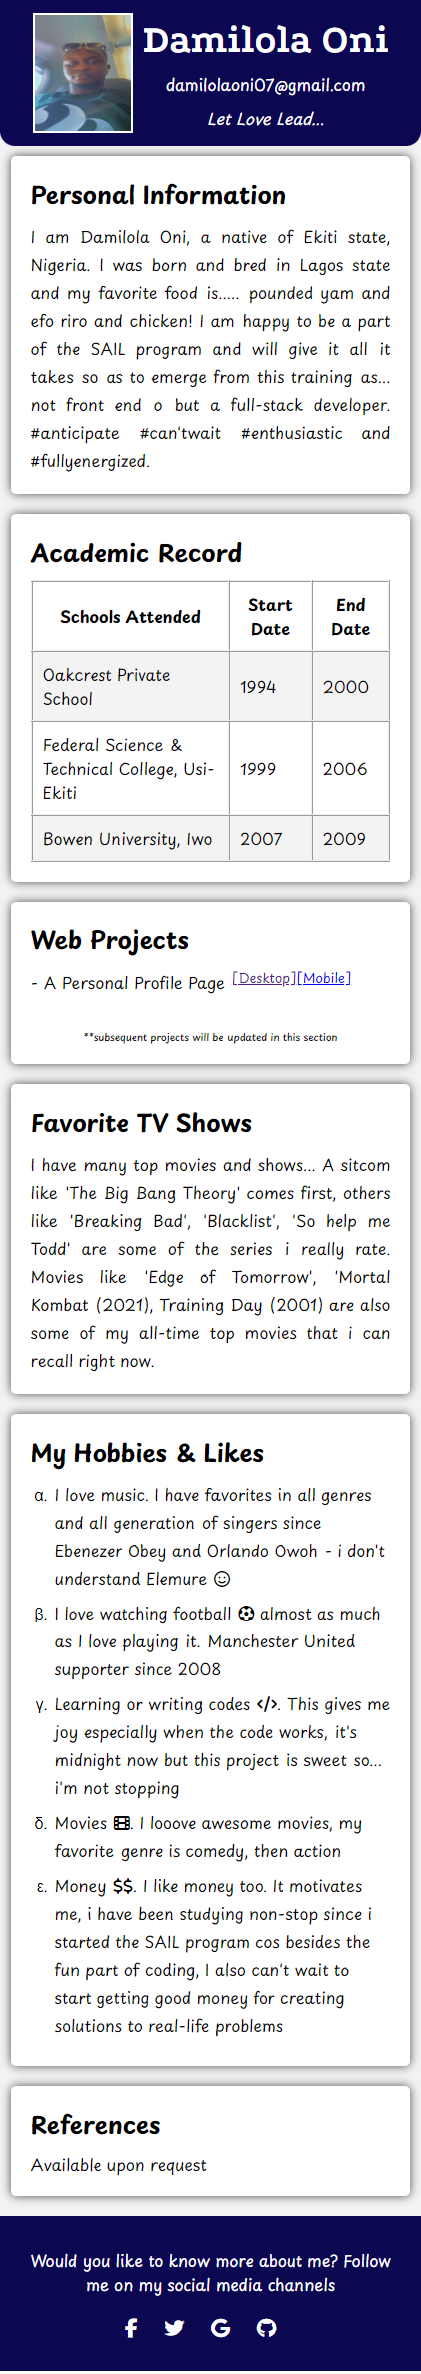 Damilola Oni
damilolaoni07@gmail.com
Let Love Lead...
Personal Information
I am Damilola Oni, a native of Ekiti state,
Nigeria. I was born and bred in Lagos state
and my favorite food is..... pounded yam and
efo riro and chicken! I am happy to be a part
of the SAIL program and will give it all it
takes so as to emerge from this training as...
not front end o but a full-stack developer.
#anticipate #can'twait #enthusiastic and
#fullyenergized.
Academic Record
Schools Attended Start Date End Date
Oakcrest Private School 1994 2000
Federal Science & Technical College, Usi-Ekiti 1999 2006
Bowen University, Iwo 2007 2009
Web Projects
- A Personal Profile Page [Desktop][Mobile]
**subsequent projects will be updated in this section
Favorite TV Shows
I have many top movies and shows... A sitcom
like 'The Big Bang Theory' comes first, others
like 'Breaking Bad', 'Blacklist', 'So help me
Todd' are some of the series i really rate.
Movies like 'Edge of Tomorrow', 'Mortal
Kombat (2021), Training Day (2001) are also
some of my all-time top movies that i can
recall right now.
My Hobbies & Likes
α. I love music. I have favorites in all genres
and all generation of singers since
Ebenezer Obey and Orlando Owoh - i don't
understand Elemure ☺
β. I love watching football ⚽ almost as much
as I love playing it. Manchester United
supporter since 2008
γ. Learning or writing codes </>. This gives me
joy especially when the code works, it's
midnight now but this project is sweet so...
i'm not stopping
δ. Movies 🎞. I looove awesome movies, my
favorite genre is comedy, then action
ε. Money $$. I like money too. It motivates
me, i have been studying non-stop since i
started the SAIL program cos besides the
fun part of coding, I also can't wait to
start getting good money for creating
solutions to real-life problems
References
Available upon request
Would you like to know more about me? Follow
me on my social media channels